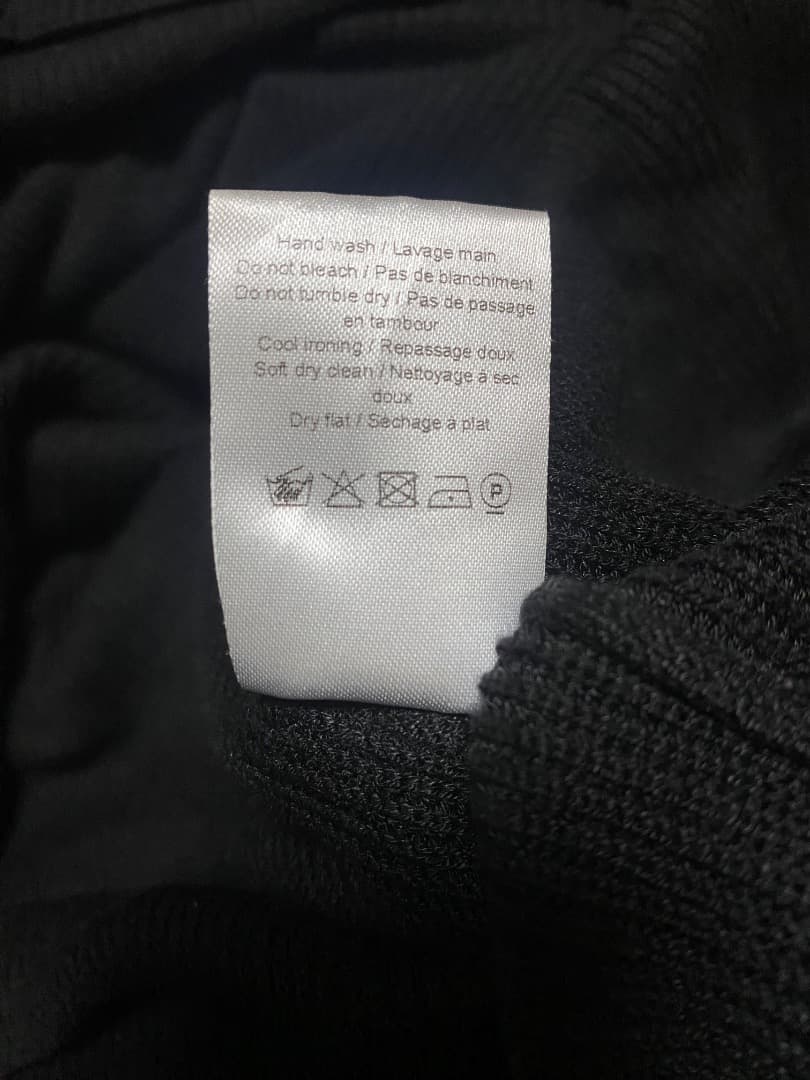 Hand wash / Lavage main
Do not bleach / Pas de blanchiment
Do not tumble dry / Pas de passage
en tambour
Cool ironing / Repassage doux
Soft dry clean / Nettoyage à sec
doux
Dry flat / Sechage à plat
P